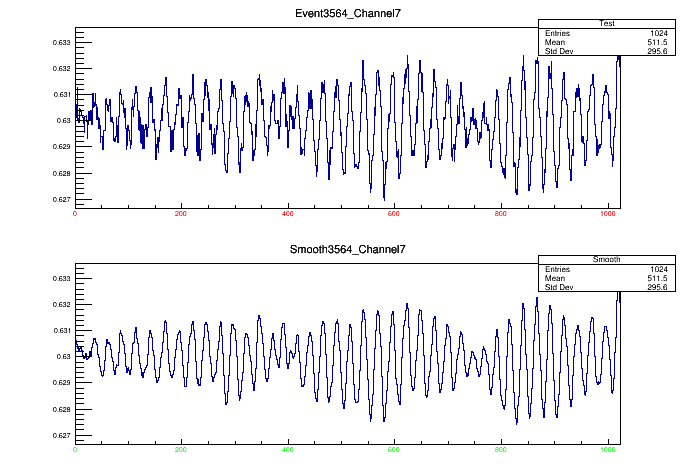 Event3564_Channel7
Test
Entries 1024
Mean 511.5
Std Dev 295.6
0.633
0.632
0.631
0.63
0.629
0.628
0.627
0 200 400 600 800 1000
Smooth3564_Channel7
Smooth
Entries 1024
Mean 511.5
Std Dev 295.6
0.633
0.632
0.631
0.63
0.629
0.628
0.627
0 200 400 600 800 1000